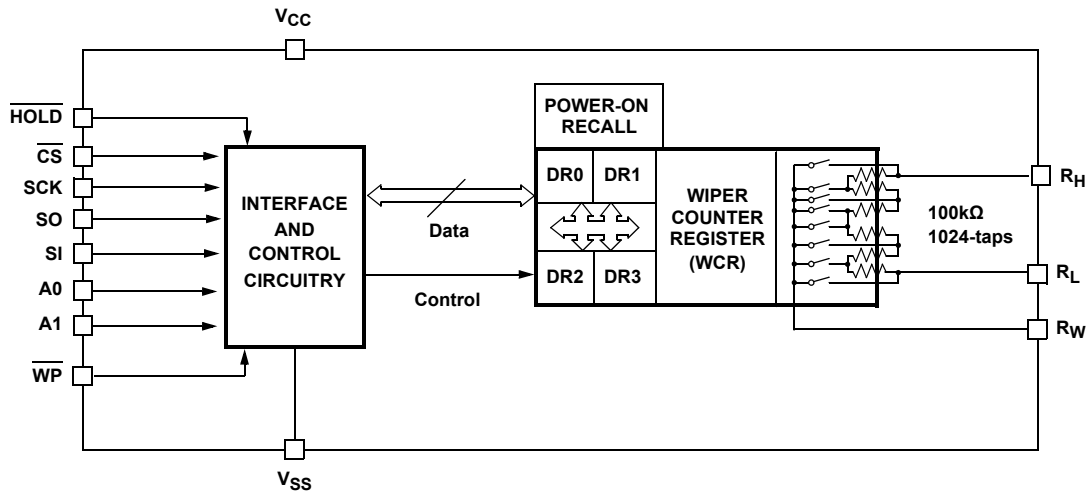 VCC
HOLD
CS
SCK
SO
SI
A0
A1
WP
INTERFACE
AND
CONTROL
CIRCUITRY
Data
Control
POWER-ON
RECALL
DR0 DR1
DR2 DR3
WIPER
COUNTER
REGISTER
(WCR)
100kΩ
1024-taps
RH
RL
RW
VSS